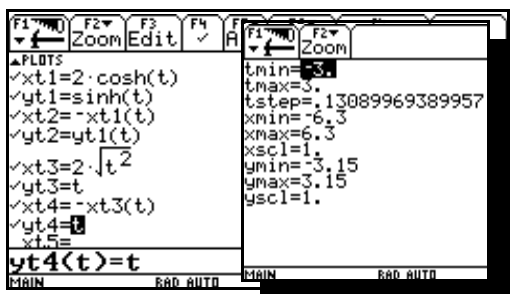 F1 F2 F3 F4
Zoom Edit ✓
▲PLOTS
✓xt1=2·cosh(t)
✓yt1=sinh(t)
✓xt2=-xt1(t)
✓yt2=yt1(t)
✓xt3=2·√t²
✓yt3=t
✓xt4=-xt3(t)
✓yt4=t
xt5=
yt4(t)=t
MAIN RAD AUTO
F1 F2
Zoom
tmin=-3.
tmax=3.
tstep=.13089969389957
xmin=-6.3
xmax=6.3
xscl=1.
ymin=-3.15
ymax=3.15
yscl=1.
MAIN RAD AUTO